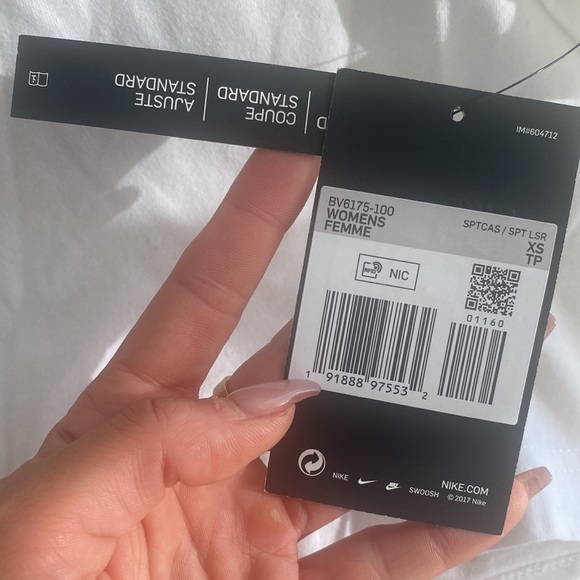 AJUSTE
STANDARD
COUPE
STANDARD
IM#604712
BV6175-100
WOMENS
FEMME
SPTCAS / SPT LSR
XS
TP
RFID
NIC
01160
1 91888 97553 2
NIKE
SWOOSH
NIKE.COM
© 2017 Nike